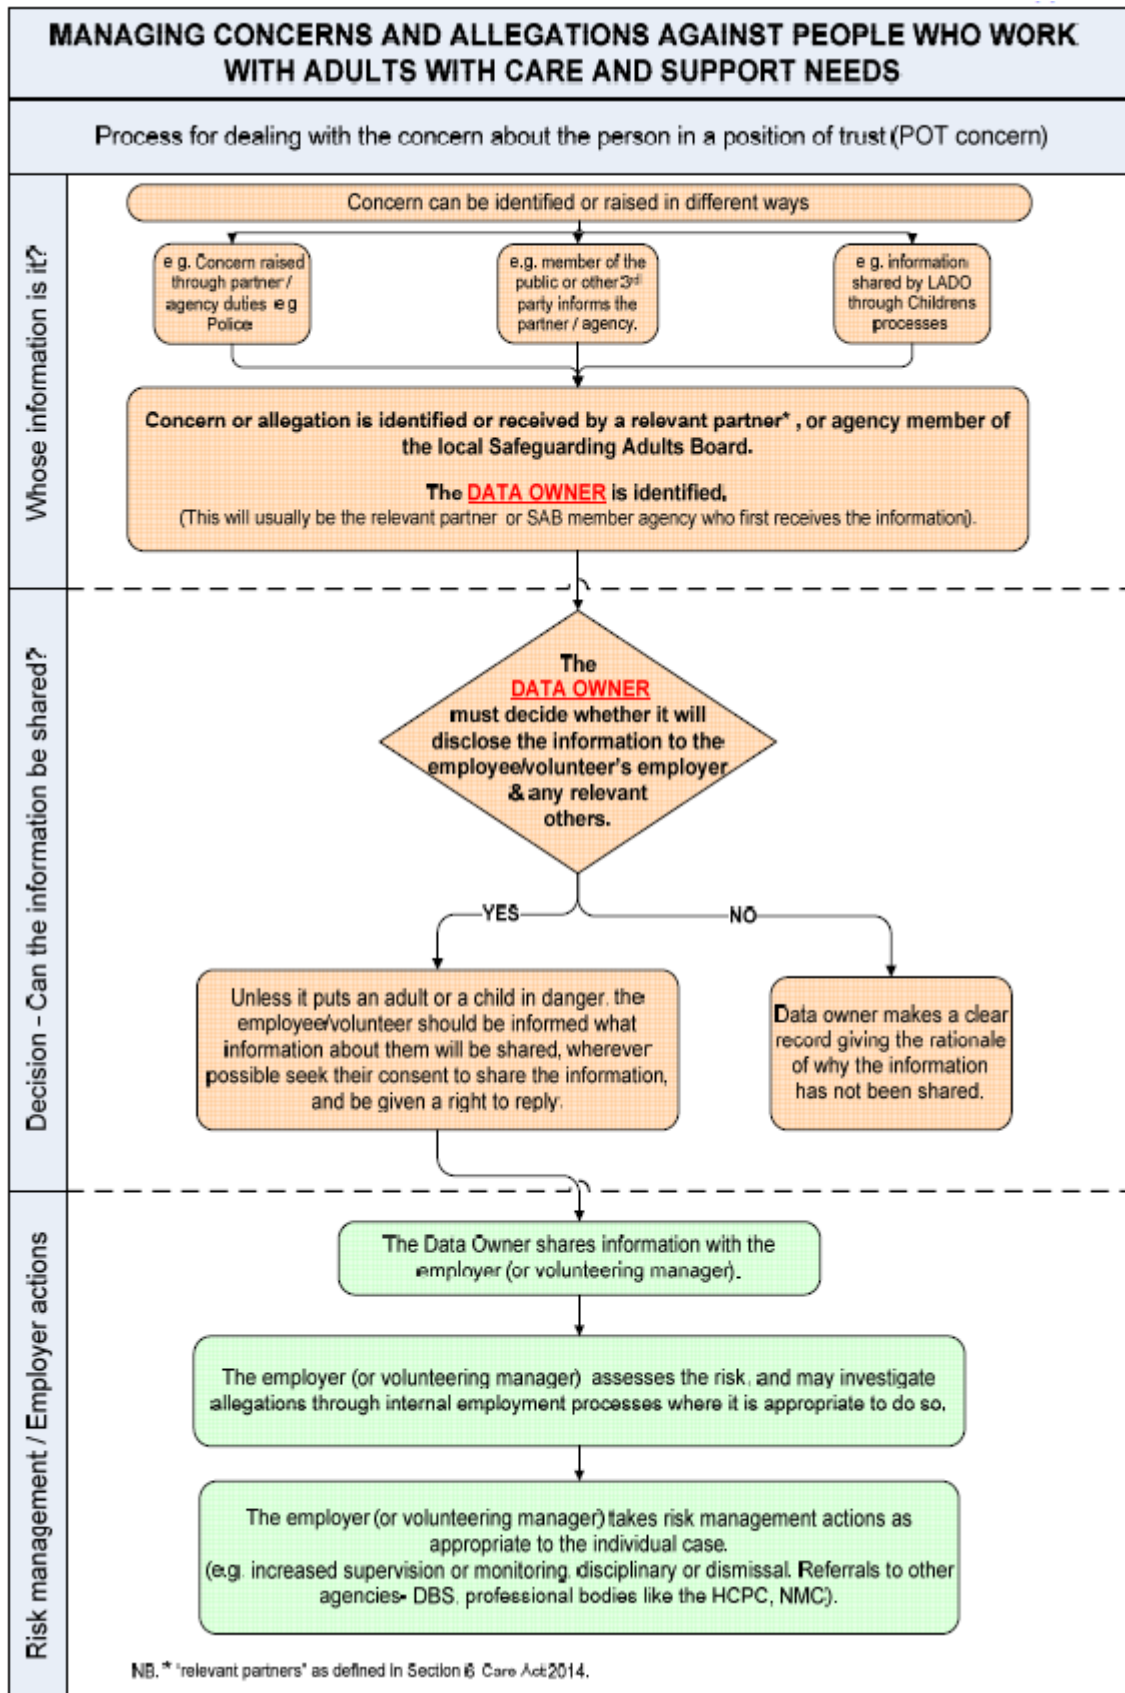 MANAGING CONCERNS AND ALLEGATIONS AGAINST PEOPLE WHO WORK
WITH ADULTS WITH CARE AND SUPPORT NEEDS
Process for dealing with the concern about the person in a position of trust (POT concern)
Whose information is it?
Concern can be identified or raised in different ways
e g. Concern raised
through partner /
agency duties e g
Police
e.g. member of the
public or other 3rd
party informs the
partner / agency.
e.g. information
shared by LADO
through Childrens
processes
Concern or allegation is identified or received by a relevant partner* , or agency member of
the local Safeguarding Adults Board.
The DATA OWNER is identified.
(This will usually be the relevant partner or SAB member agency who first receives the information).
Decision - Can the information be shared?
The
DATA OWNER
must decide whether it will
disclose the information to the
employee/volunteer's employer
& any relevant
others.
YES
NO
Unless it puts an adult or a child in danger, the
employee/volunteer should be informed what
information about them will be shared, wherever
possible seek their consent to share the information,
and be given a right to reply.
Data owner makes a clear
record giving the rationale
of why the information
has not been shared.
Risk management / Employer actions
The Data Owner shares information with the
employer (or volunteering manager).
The employer (or volunteering manager) assesses the risk, and may investigate
allegations through internal employment processes where it is appropriate to do so.
The employer (or volunteering manager) takes risk management actions as
appropriate to the individual case.
(e.g. increased supervision or monitoring, disciplinary or dismissal. Referrals to other
agencies- DBS, professional bodies like the HCPC, NMC).
NB. * "relevant partners" as defined in Section 6 Care Act 2014.